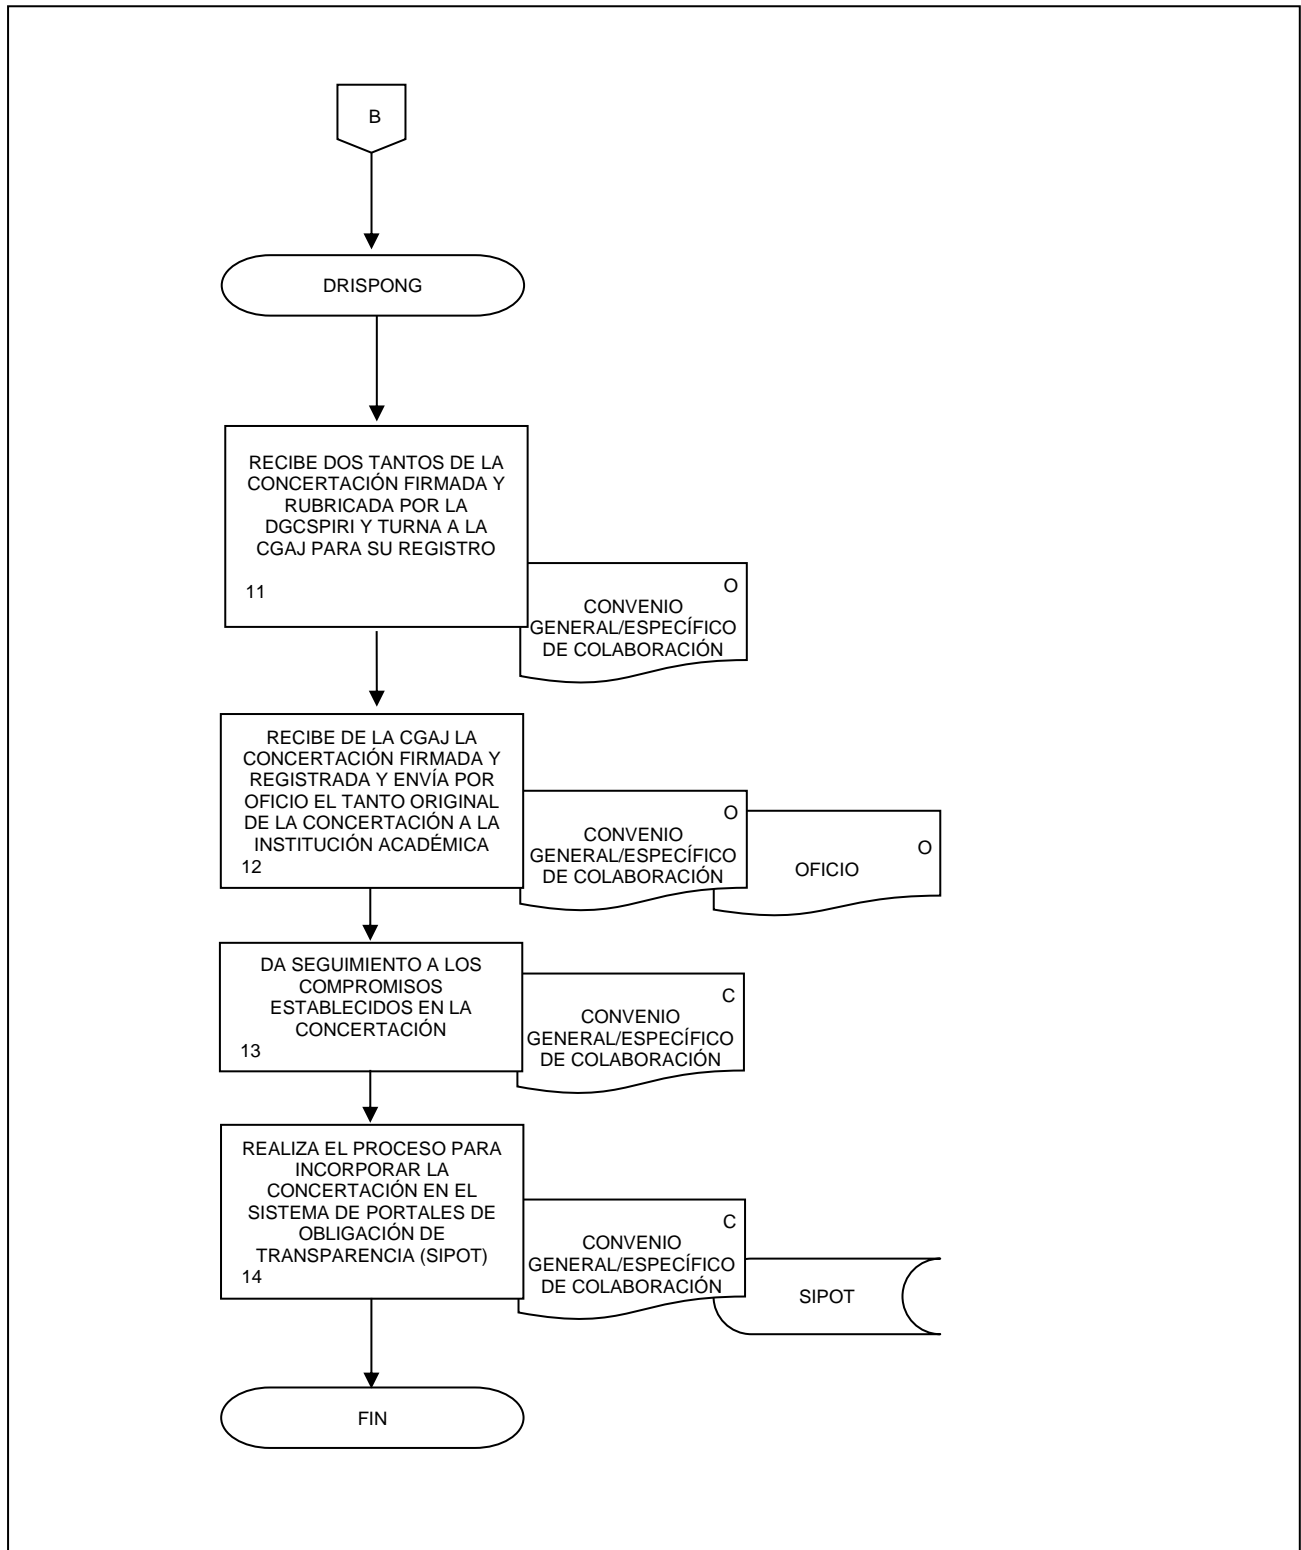 B
DRISPONG
RECIBE DOS TANTOS DE LA
CONCERTACIÓN FIRMADA Y
RUBRICADA POR LA
DGCSPIRI Y TURNA A LA
CGAJ PARA SU REGISTRO
11
O
CONVENIO
GENERAL/ESPECÍFICO
DE COLABORACIÓN
RECIBE DE LA CGAJ LA
CONCERTACIÓN FIRMADA Y
REGISTRADA Y ENVÍA POR
OFICIO EL TANTO ORIGINAL
DE LA CONCERTACIÓN A LA
INSTITUCIÓN ACADÉMICA
12
O
CONVENIO
GENERAL/ESPECÍFICO
DE COLABORACIÓN
O
OFICIO
DA SEGUIMIENTO A LOS
COMPROMISOS
ESTABLECIDOS EN LA
CONCERTACIÓN
13
C
CONVENIO
GENERAL/ESPECÍFICO
DE COLABORACIÓN
REALIZA EL PROCESO PARA
INCORPORAR LA
CONCERTACIÓN EN EL
SISTEMA DE PORTALES DE
OBLIGACIÓN DE
TRANSPARENCIA (SIPOT)
14
C
CONVENIO
GENERAL/ESPECÍFICO
DE COLABORACIÓN
SIPOT
FIN